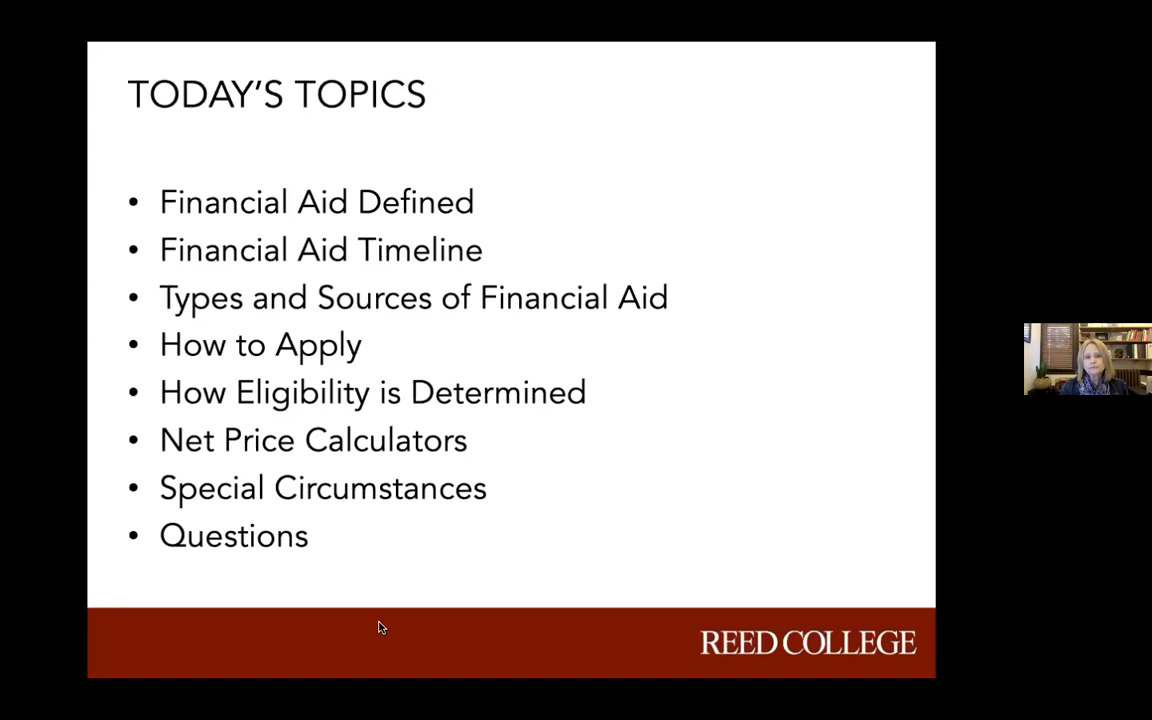 TODAY’S TOPICS
• Financial Aid Defined
• Financial Aid Timeline
• Types and Sources of Financial Aid
• How to Apply
• How Eligibility is Determined
• Net Price Calculators
• Special Circumstances
• Questions
REED COLLEGE